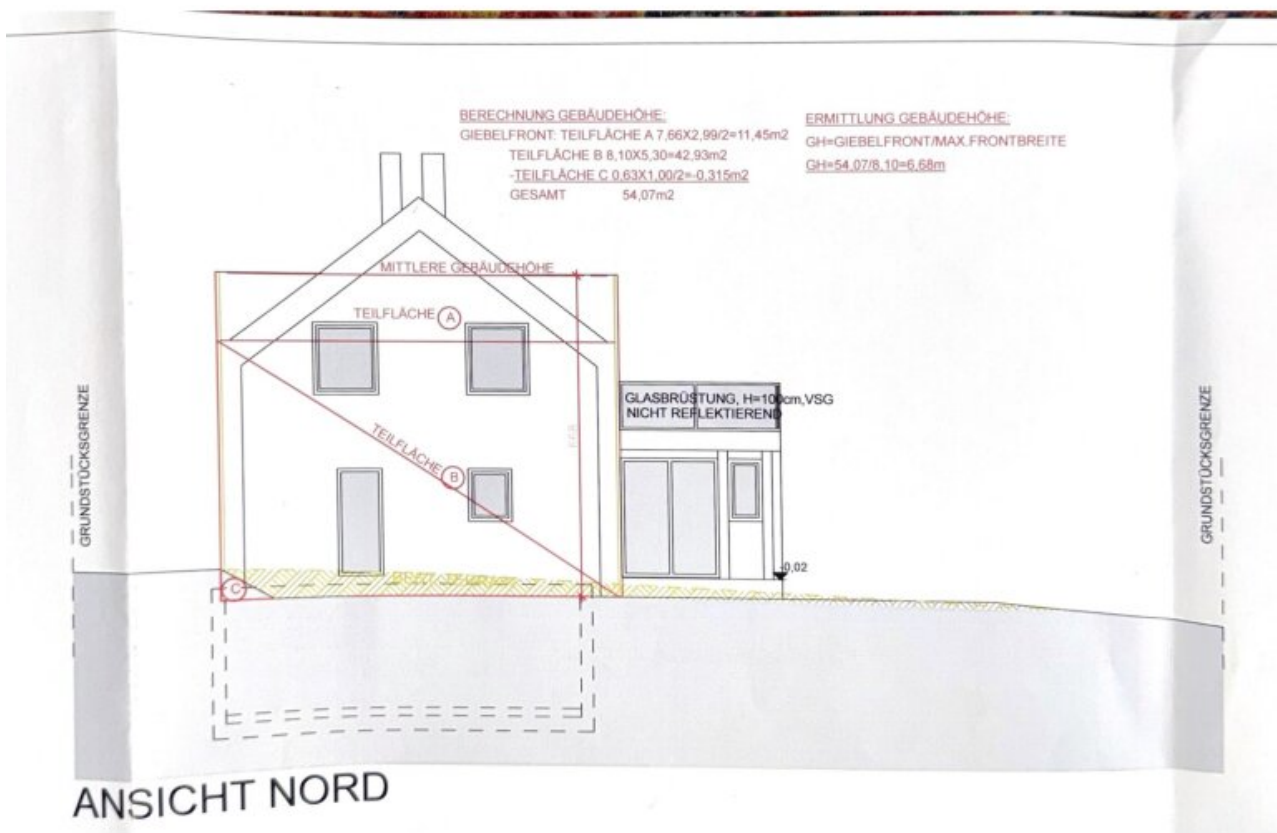 BERECHNUNG GEBÄUDEHÖHE:
GIEBELFRONT: TEILFLÄCHE A 7,66X2,99/2=11,45m2
TEILFLÄCHE B 8,10X5,30=42,93m2
-TEILFLÄCHE C 0,63X1,00/2=-0,315m2
GESAMT 54,07m2
ERMITTLUNG GEBÄUDEHÖHE:
GH=GIEBELFRONT/MAX.FRONTBREITE
GH=54,07/8,10=6,68m
MITTLERE GEBÄUDEHÖHE
TEILFLÄCHE A
GLASBRÜSTUNG, H=100cm,VSG
NICHT REFLEKTIEREND
TEILFLÄCHE B
C
-0,02
GRUNDSTÜCKSGRENZE
GRUNDSTÜCKSGRENZE
ANSICHT NORD